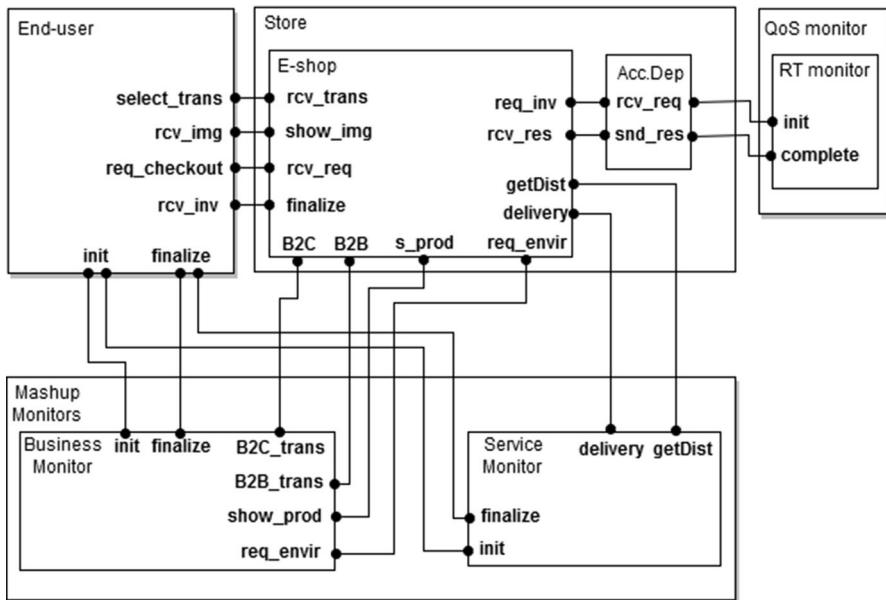 End-user
select_trans
rcv_img
req_checkout
rcv_inv
init finalize
Store
E-shop
rcv_trans
show_img
rcv_req
finalize
req_inv
rcv_res
getDist
delivery
B2C B2B s_prod req_envir
Acc.Dep
rcv_req
snd_res
QoS monitor
RT monitor
init
complete
Mashup
Monitors
Business
Monitor
init finalize B2C_trans
B2B_trans
show_prod
req_envir
Service
Monitor
delivery getDist
finalize
init